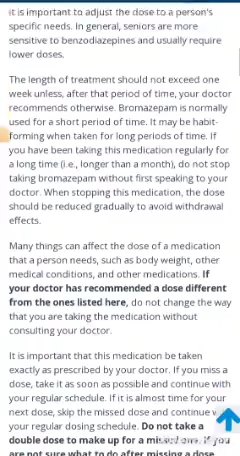 it is important to adjust the dose to a person's
specific needs. In general, seniors are more
sensitive to benzodiazepines and usually require
lower doses.
The length of treatment should not exceed one
week unless, after that period of time, your doctor
recommends otherwise. Bromazepam is normally
used for a short period of time. It may be habit-
forming when taken for long periods of time. If
you have been taking this medication regularly for
a long time (i.e., longer than a month), do not stop
taking bromazepam without first speaking to your
doctor. When stopping this medication, the dose
should be reduced gradually to avoid withdrawal
effects.
Many things can affect the dose of a medication
that a person needs, such as body weight, other
medical conditions, and other medications. If
your doctor has recommended a dose different
from the ones listed here, do not change the way
that you are taking the medication without
consulting your doctor.
It is important that this medication be taken
exactly as prescribed by your doctor. If you miss a
dose, take it as soon as possible and continue with
your regular schedule. If it is almost time for your
next dose, skip the missed dose and continue
your regular dosing schedule. Do not take a
double dose to make up for a missed one. If you
are not sure what to do after missing a dose